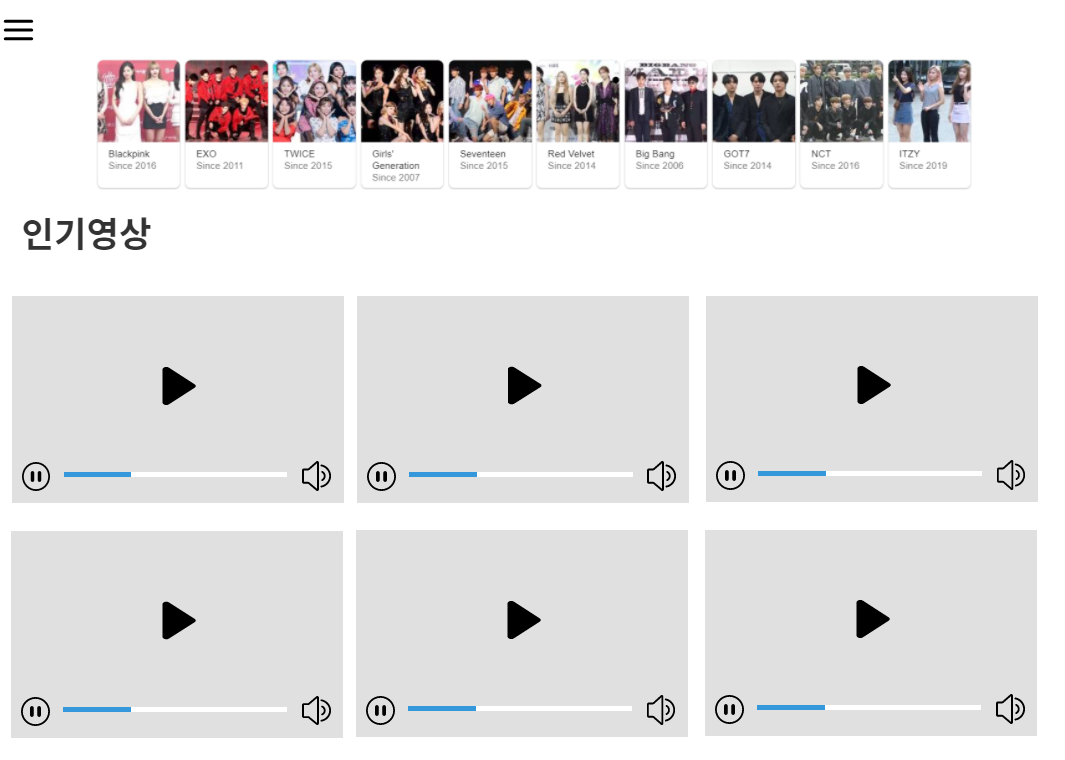 Blackpink
Since 2016
EXO
Since 2011
TWICE
Since 2015
Girls'
Generation
Since 2007
Seventeen
Since 2015
Red Velvet
Since 2014
BIGBANG
Big Bang
Since 2006
GOT7
Since 2014
NCT
Since 2016
ITZY
Since 2019
인기영상